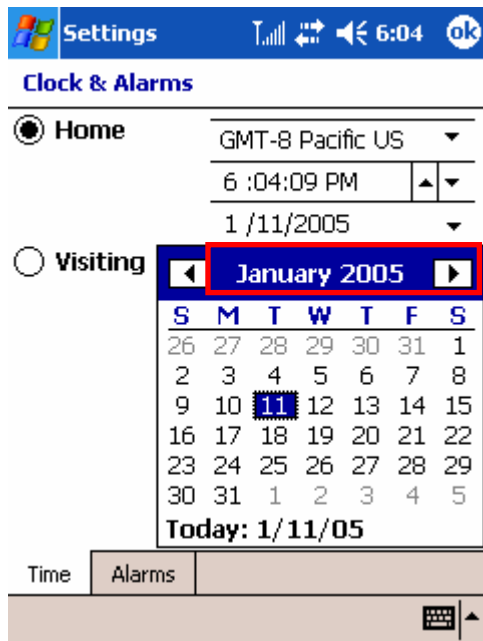 Settings 6:04 ok
Clock & Alarms
Home GMT-8 Pacific US
6 :04:09 PM
1 /11/2005
Visiting
January 2005
S M T W T F S
26 27 28 29 30 31 1
2 3 4 5 6 7 8
9 10 11 12 13 14 15
16 17 18 19 20 21 22
23 24 25 26 27 28 29
30 31 1 2 3 4 5
Today: 1/11/05
Time Alarms